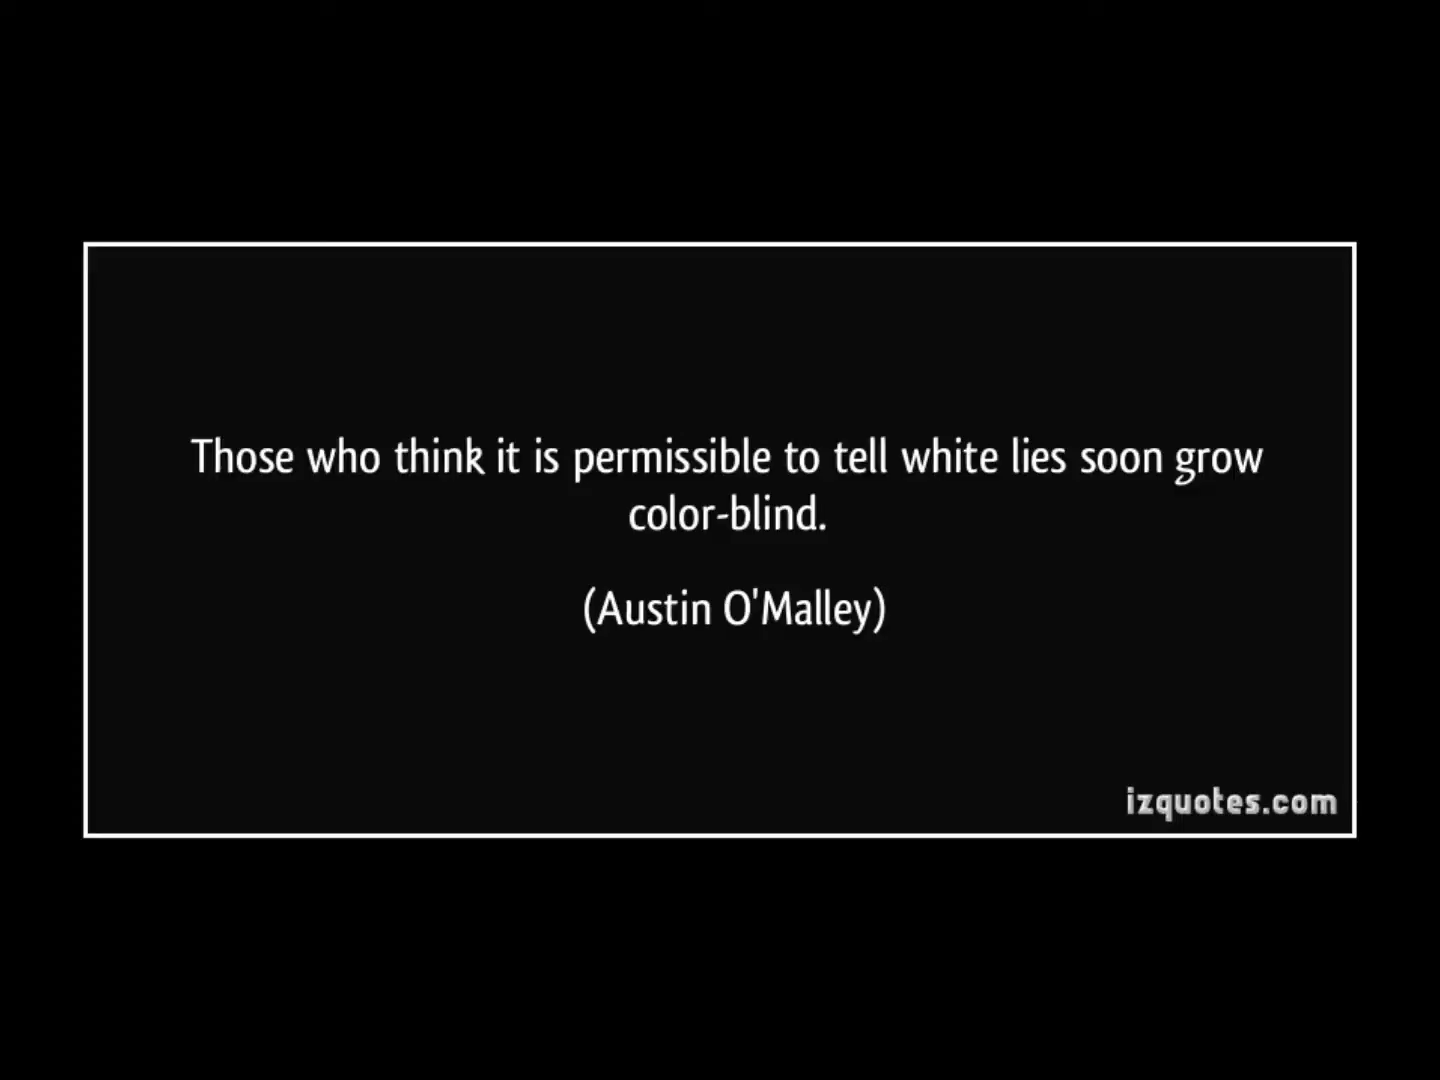 Those who think it is permissible to tell white lies soon grow
color-blind.
(Austin O'Malley)
izquotes.com